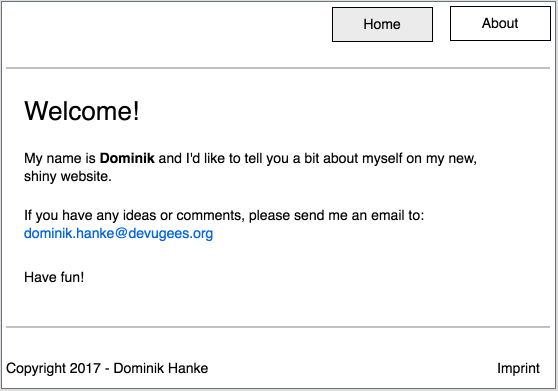 Home About
Welcome!
My name is Dominik and I'd like to tell you a bit about myself on my new,
shiny website.
If you have any ideas or comments, please send me an email to:
dominik.hanke@devugees.org
Have fun!
Copyright 2017 - Dominik Hanke Imprint